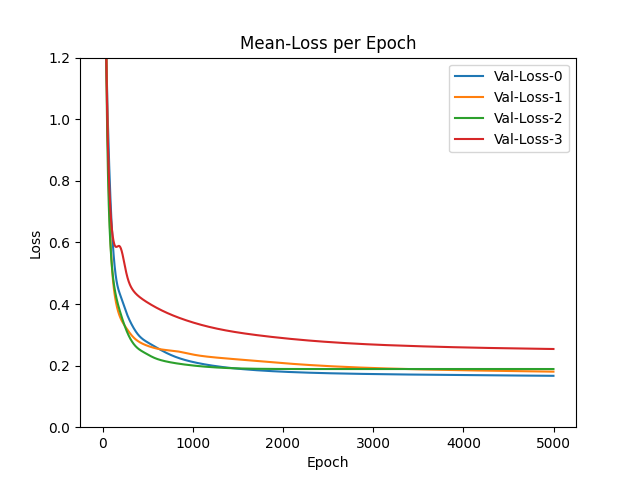 Mean-Loss per Epoch
1.2
1.0
0.8
0.6
0.4
0.2
0.0
Loss
Val-Loss-0
Val-Loss-1
Val-Loss-2
Val-Loss-3
0 1000 2000 3000 4000 5000
Epoch